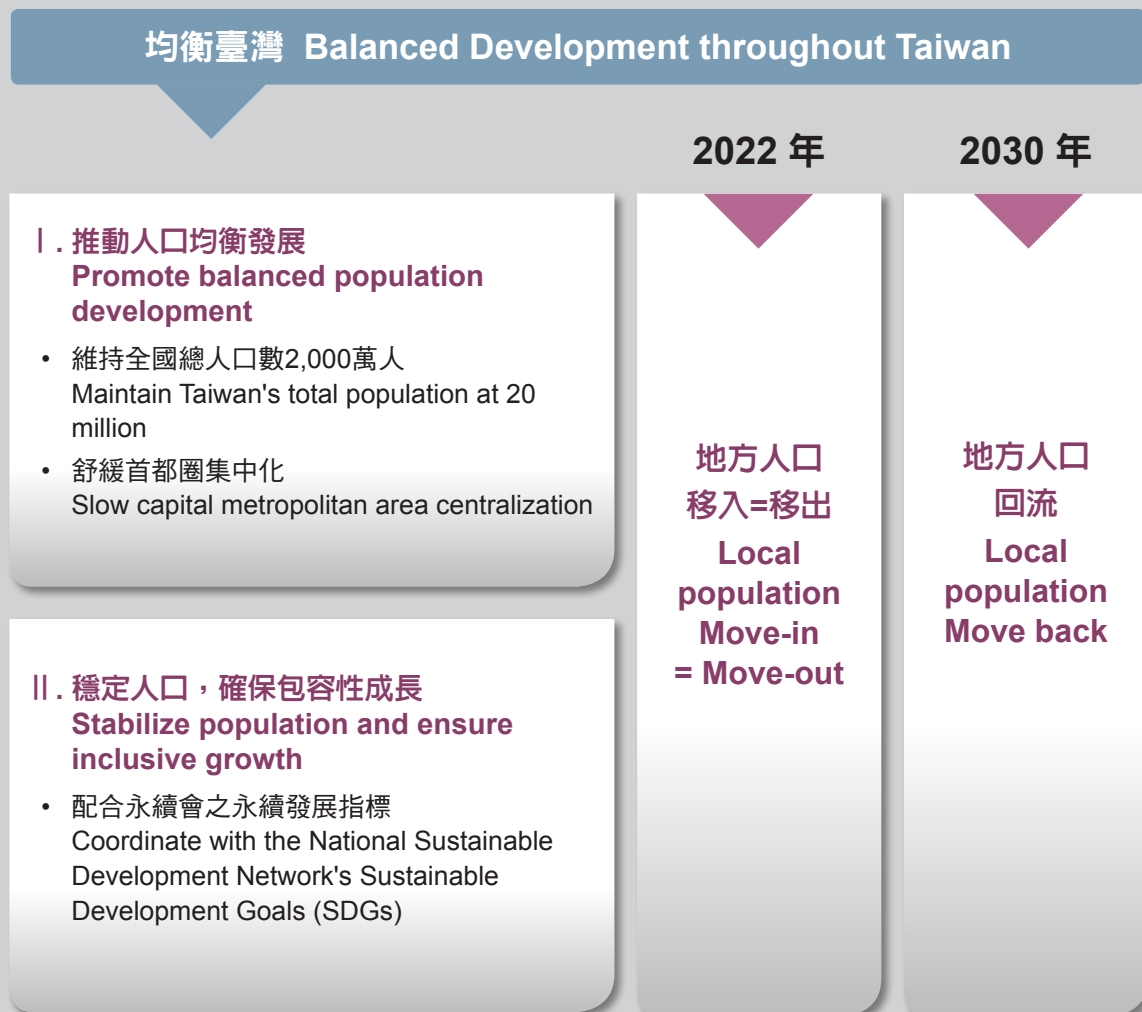 均衡臺灣 Balanced Development throughout Taiwan
2022 年
2030 年
I . 推動人口均衡發展
Promote balanced population
development
• 維持全國總人口數2,000萬人
Maintain Taiwan's total population at 20
million
• 舒緩首都圈集中化
Slow capital metropolitan area centralization
II . 穩定人口，確保包容性成長
Stabilize population and ensure
inclusive growth
• 配合永續會之永續發展指標
Coordinate with the National Sustainable
Development Network's Sustainable
Development Goals (SDGs)
地方人口
移入=移出
Local
population
Move-in
= Move-out
地方人口
回流
Local
population
Move back